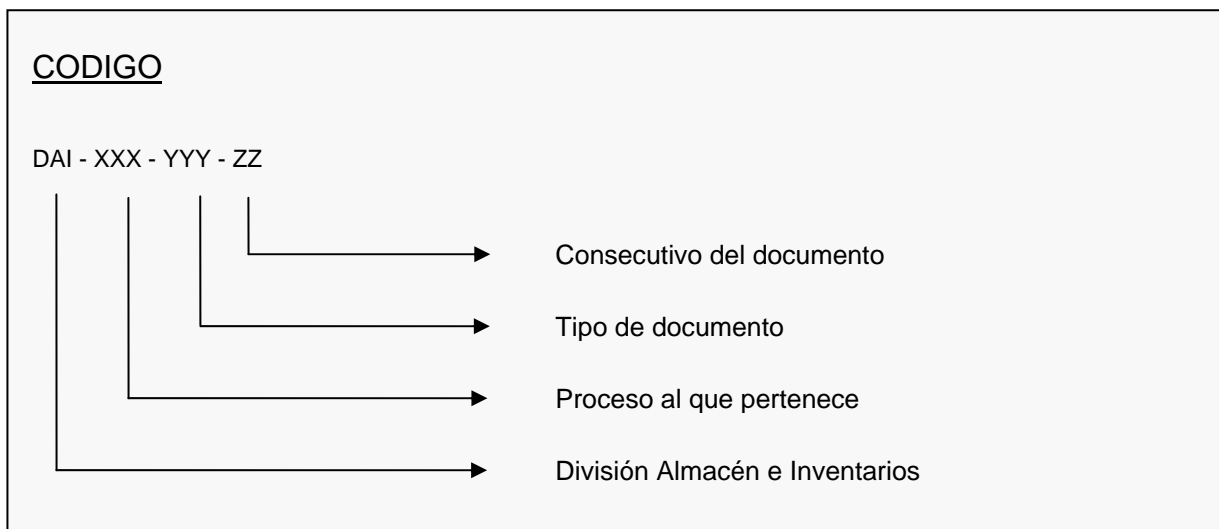 CODIGO
DAI - XXX - YYY - ZZ
Consecutivo del documento
Tipo de documento
Proceso al que pertenece
División Almacén e Inventarios